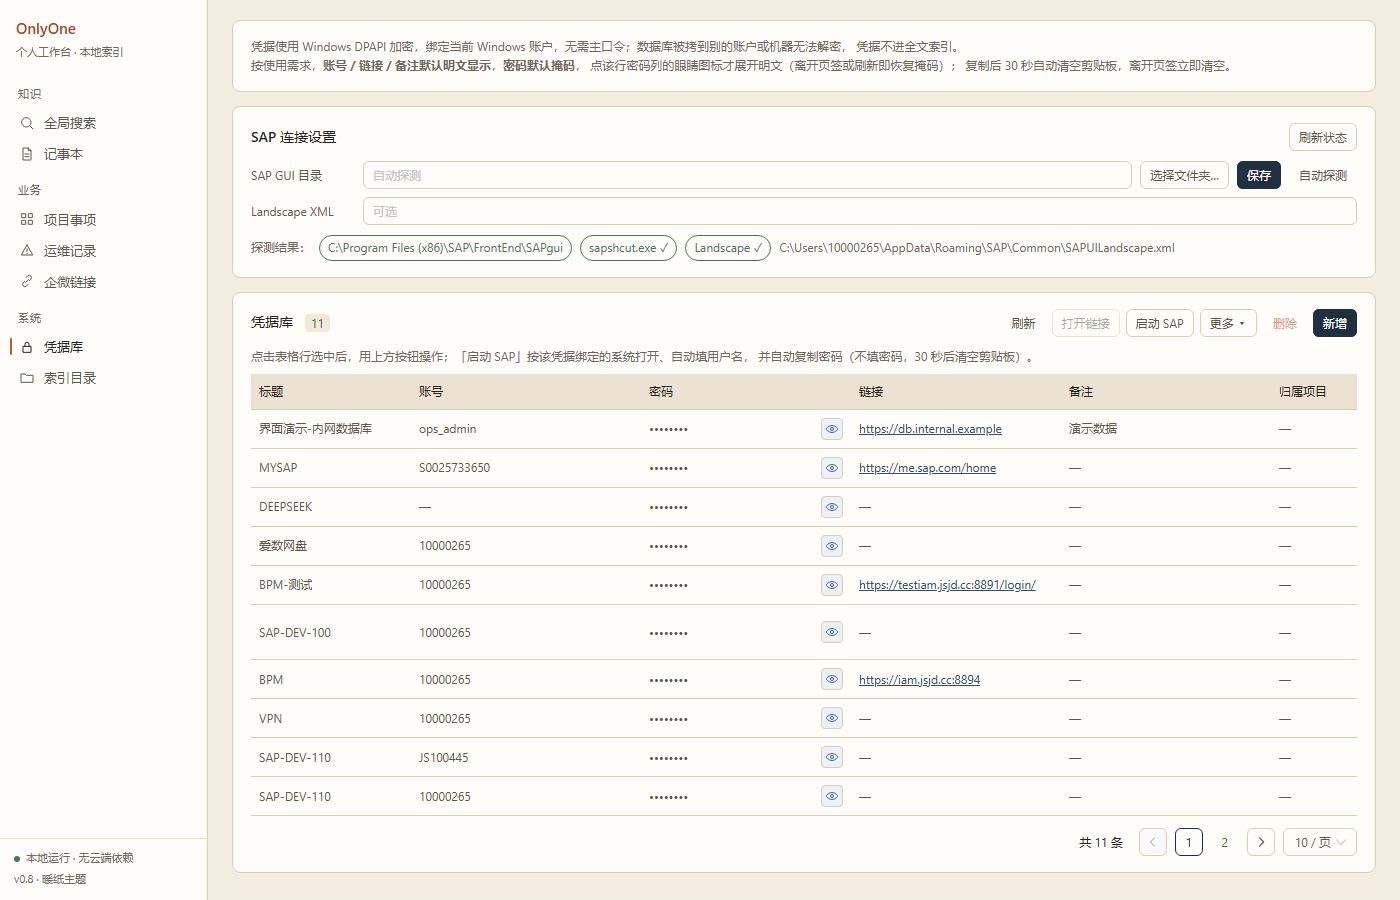 OnlyOne
个人工作台 · 本地索引
知识
全局搜索
记事本
业务
项目事项
运维记录
企微链接
系统
凭据库
索引目录
本地运行 · 无云端依赖
v0.8 · 暖纸主题
凭据使用 Windows DPAPI 加密，绑定当前 Windows 账户，无需主口令；数据库被拷到别的账户或机器无法解密， 凭据不进全文索引。
按使用需求，账号 / 链接 / 备注默认明文显示，密码默认掩码， 点该行密码列的眼睛图标才展开明文（离开页签或刷新即恢复掩码）； 复制后 30 秒自动清空剪贴板，离开页签立即清空。
SAP 连接设置 刷新状态
SAP GUI 目录 自动探测 选择文件夹... 保存 自动探测
Landscape XML 可选
探测结果： C:\Program Files (x86)\SAP\FrontEnd\SAPgui sapshcut.exe ✓ Landscape ✓ C:\Users\10000265\AppData\Roaming\SAP\Common\SAPUILandscape.xml
凭据库 11 刷新 打开链接 启动 SAP 更多 删除 新增
点击表格行选中后，用上方按钮操作；「启动 SAP」按该凭据绑定的系统打开、自动填用户名， 并自动复制密码（不填密码，30 秒后清空剪贴板）。
标题 账号 密码 链接 备注 归属项目
界面演示-内网数据库 ops_admin •••••••• https://db.internal.example 演示数据 —
MYSAP S0025733650 •••••••• https://me.sap.com/home — —
DEEPSEEK — •••••••• — — —
爱数网盘 10000265 •••••••• — — —
BPM-测试 10000265 •••••••• https://testiam.jsjd.cc:8891/login/ — —
SAP-DEV-100 10000265 •••••••• — — —
BPM 10000265 •••••••• https://iam.jsjd.cc:8894 — —
VPN 10000265 •••••••• — — —
SAP-DEV-110 JS100445 •••••••• — — —
SAP-DEV-110 10000265 •••••••• — — —
共 11 条 1 2 10 / 页